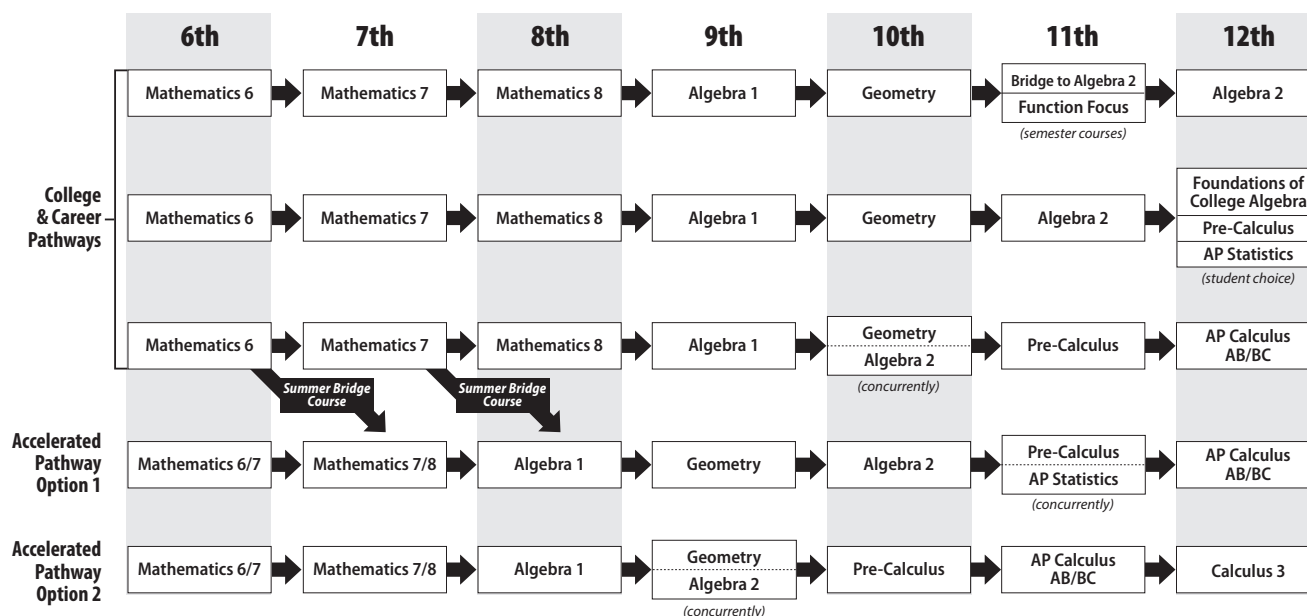 6th
7th
8th
9th
10th
11th
12th
College
& Career
Pathways
Mathematics 6
Mathematics 7
Mathematics 8
Algebra 1
Geometry
Bridge to Algebra 2
Function Focus
(semester courses)
Algebra 2
Mathematics 6
Mathematics 7
Mathematics 8
Algebra 1
Geometry
Algebra 2
Foundations of
College Algebra
Pre-Calculus
AP Statistics
(student choice)
Mathematics 6
Mathematics 7
Mathematics 8
Algebra 1
Geometry
Algebra 2
(concurrently)
Pre-Calculus
AP Calculus
AB/BC
Summer Bridge
Course
Summer Bridge
Course
Accelerated
Pathway
Option 1
Mathematics 6/7
Mathematics 7/8
Algebra 1
Geometry
Algebra 2
Pre-Calculus
AP Statistics
(concurrently)
AP Calculus
AB/BC
Accelerated
Pathway
Option 2
Mathematics 6/7
Mathematics 7/8
Algebra 1
Geometry
Algebra 2
(concurrently)
Pre-Calculus
AP Calculus
AB/BC
Calculus 3